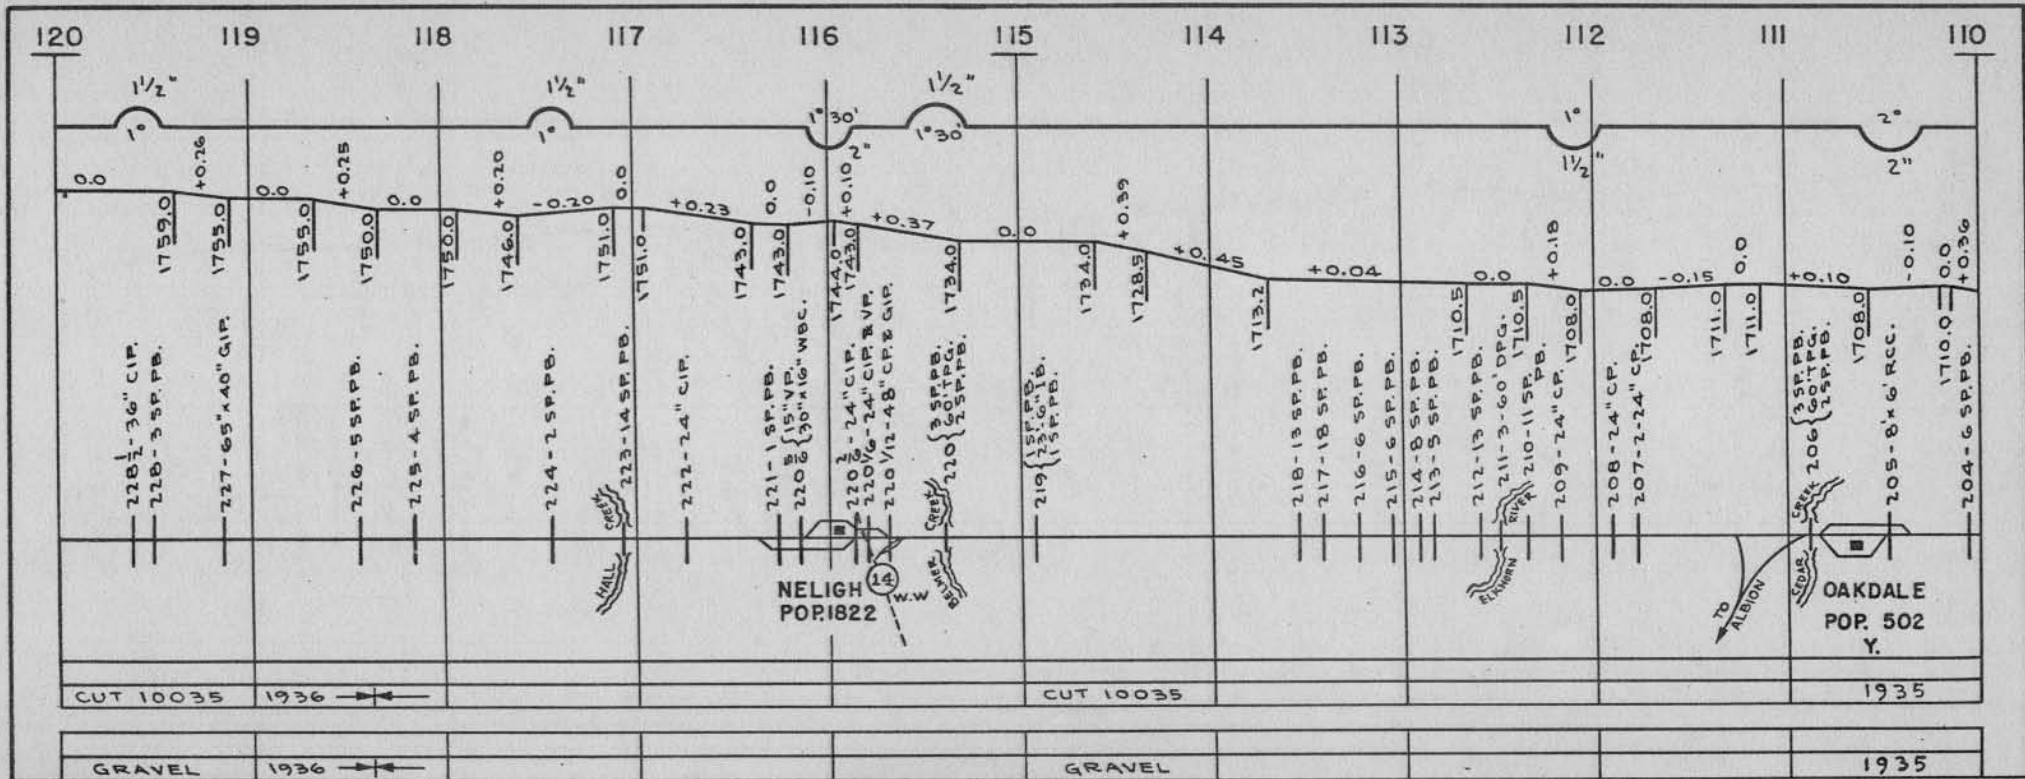 120 119 118 117 116 115 114 113 112 111 110
1½" 1½" 1½"
1° 1° 1°30' 1°30' 1° 2°
2" 1½" 2"
0.0 +0.26 0.0 +0.25 0.0 +0.20 -0.20 0.0 +0.23 0.0 -0.10 +0.10 +0.37 0.0 +0.39 +0.45 +0.04 0.0 +0.18 0.0 -0.15 0.0 +0.10 -0.10 0.0 +0.36
1759.0
1755.0
1755.0
1750.0
1750.0
1746.0
1751.0
1751.0
1743.0
1743.0
1744.0
1743.0
1734.0
1734.0
1728.5
1713.2
1710.5
1710.5
1708.0
1708.0
1711.0
1711.0
1708.0
1710.0
228½-36" CIP.
228-3 SP. PB.
227-65"x40" GIP.
226-5 SP. PB.
225-4 SP. PB.
224-2 SP. PB.
223-14 SP. PB.
222-24" CIP.
221-1 SP. PB.
220 5/6 {15" VP.
{30"x16" WBC.
220 2/6-24" CIP.
220 1/6-24" CIP. & VP.
220 1/12-48" CP. & GIP.
220 {3 SP. PB.
{60' TPG.
{2 SP. PB.
219 {1 SP. PB.
{23'6" IB.
{1 SP. PB.
218-13 SP. PB.
217-18 SP. PB.
216-6 SP. PB.
215-6 SP. PB.
214-8 SP. PB.
213-5 SP. PB.
212-13 SP. PB.
211-3-60' DPG.
210-11 SP. PB.
209-24" CP.
208-24" CP.
207-2-24" CP.
206 {3 SP. PB.
{60' TPG.
{2 SP. PB.
205-8'x6' RCC.
204-6 SP. PB.
HALL CREEK
BELMER CREEK
ELKHORN RIVER
CEDAR CREEK
NELIGH
POP. 1822
14
W.W
TO ALBION
OAKDALE
POP. 502
Y.
CUT 10035 1936 CUT 10035 1935
GRAVEL 1936 GRAVEL 1935